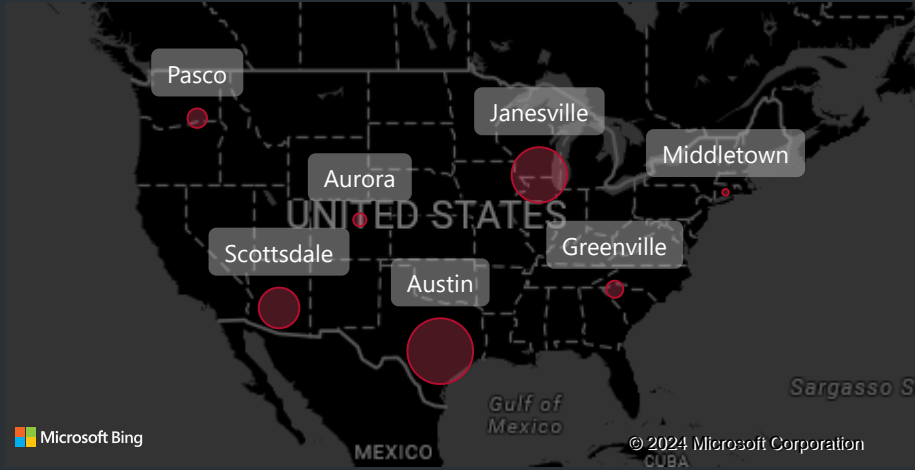 Pasco
Janesville
Middletown
Aurora
UNITED STATES
Scottsdale
Greenville
Austin
Sargasso S
Gulf of
Mexico
Microsoft Bing
© 2024 Microsoft Corporation
MEXICO
CUBA